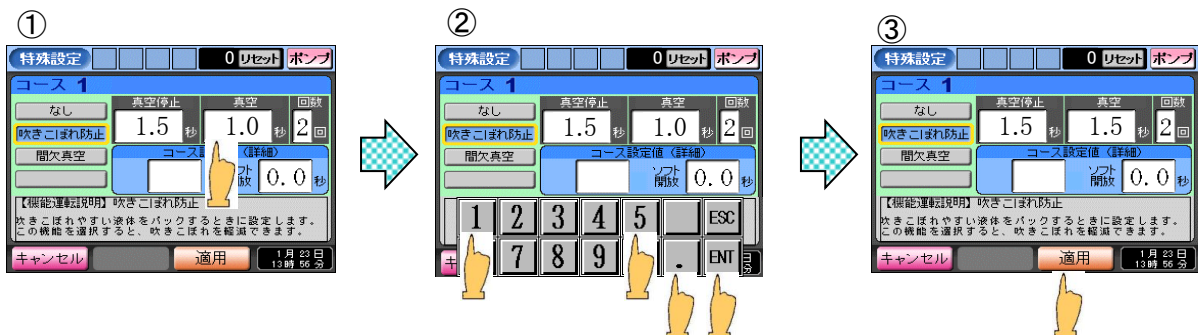 ①
特殊設定 0 リセット ポンプ
コース 1
なし
吹きこぼれ防止
間欠真空
真空停止 真空 回数
1.5 秒 1.0 秒 2 回
コース設 (詳細)
ソフト
開放 0.0 秒
【機能運転説明】吹きこぼれ防止
吹きこぼれやすい液体をパックするときに設定します。
この機能を選択すると、吹きこぼれを軽減できます。
キャンセル 適用 1月 23日
13時 56分
②
特殊設定 0 リセット ポンプ
コース 1
なし
吹きこぼれ防止
間欠真空
真空停止 真空 回数
1.5 秒 1.0 秒 2 回
コース設定値 (詳細)
ソフト
開放 0.0 秒
1 2 3 4 5 ESC
7 8 9 . ENT
キ 日
分
③
特殊設定 0 リセット ポンプ
コース 1
なし
吹きこぼれ防止
間欠真空
真空停止 真空 回数
1.5 秒 1.5 秒 2 回
コース設定値 (詳細)
ソフト
開放 0.0 秒
【機能運転説明】吹きこぼれ防止
吹きこぼれやすい液体をパックするときに設定します。
この機能を選択すると、吹きこぼれを軽減できます。
キャンセル 適用 1月 23日
13時 56分